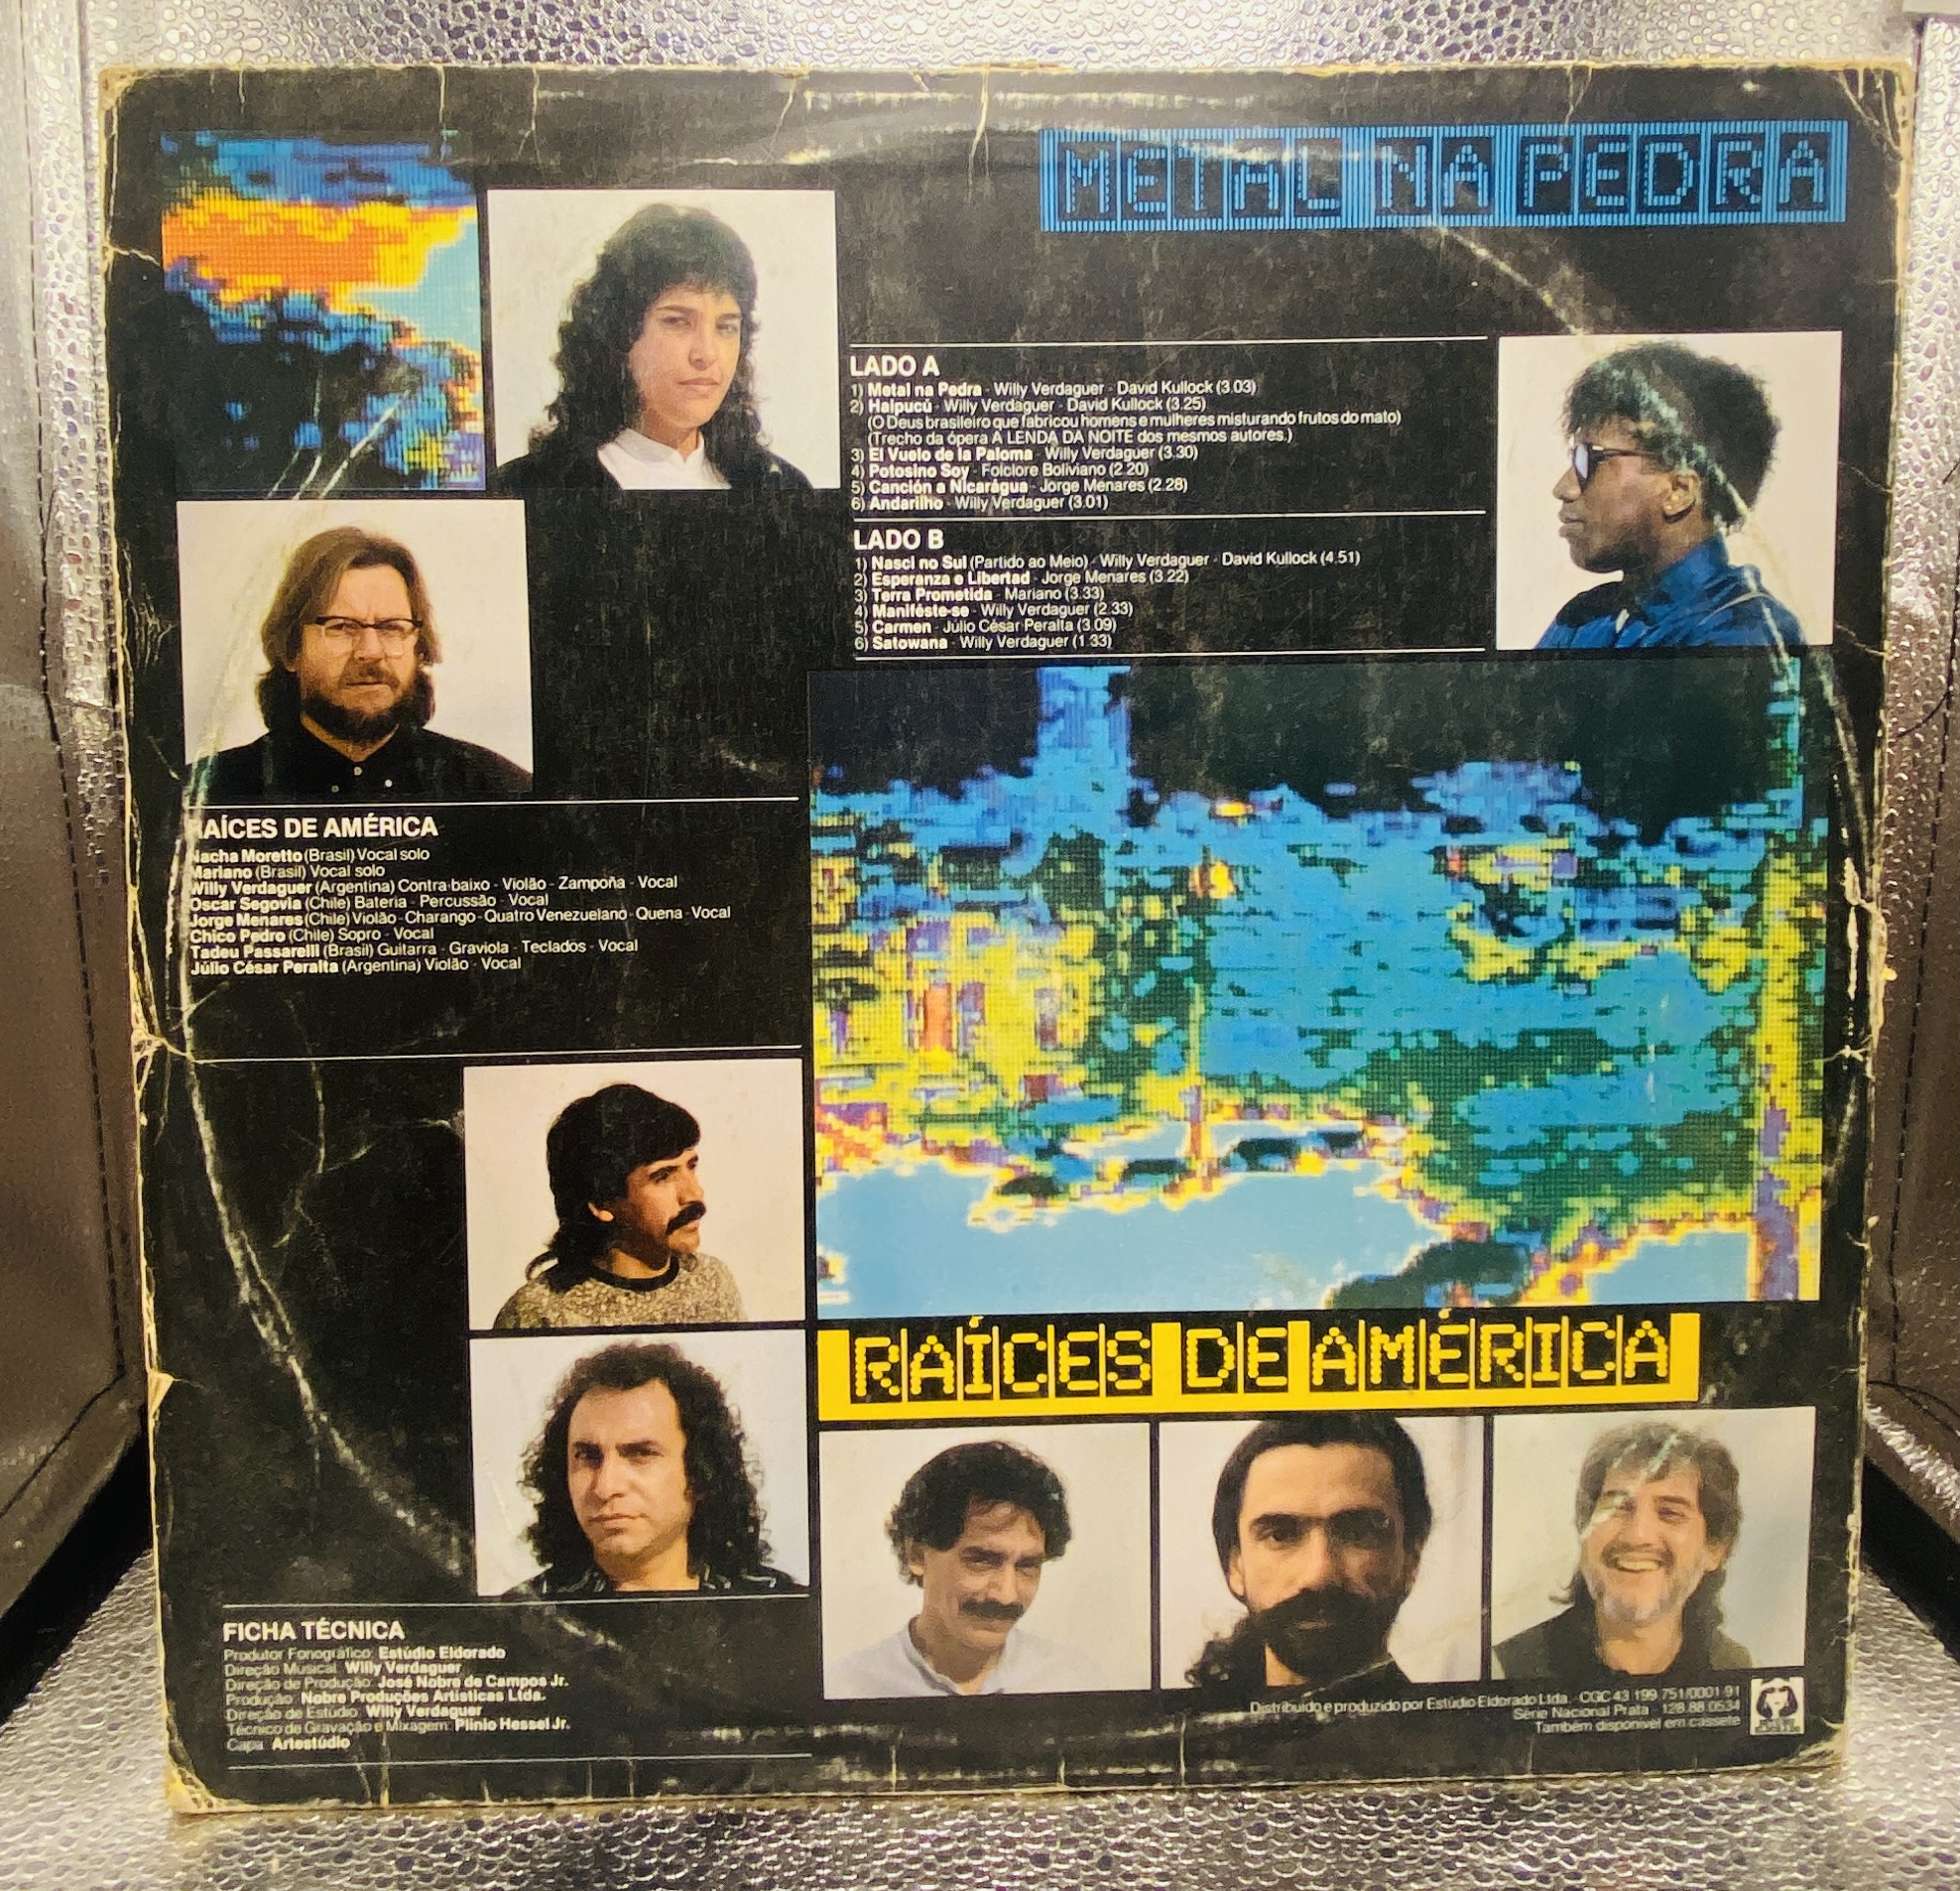 METAL NA PEDRA
LADO A
1) Metal na Pedra - Willy Verdaguer - David Kullock (3.03)
2) Haipucú - Willy Verdaguer - David Kullock (3.25)
(O Deus brasileiro que fabricou homens e mulheres misturando frutos do mato)
(Trecho da ópera A LENDA DA NOITE dos mesmos autores.)
3) El Vuelo de la Paloma - Willy Verdaguer (3.30)
4) Potosino Soy - Folclore Boliviano (2.20)
5) Canción a Nicarágua - Jorge Menares (2.28)
6) Andarilho - Willy Verdaguer (3.01)
LADO B
1) Nasci no Sul (Partido ao Meio) - Willy Verdaguer - David Kullock (4.51)
2) Esperanza e Libertad - Jorge Menares (3.22)
3) Terra Prometida - Mariano (3.33)
4) Manifeste-se - Willy Verdaguer (2.33)
5) Carmen - Júlio César Peralta (3.09)
6) Satowana - Willy Verdaguer (1.33)
RAÍCES DE AMÉRICA
Nacha Moretto (Brasil) Vocal solo
Mariano (Brasil) Vocal solo
Willy Verdaguer (Argentina) Contra-baixo - Violão - Zampoña - Vocal
Oscar Segovia (Chile) Bateria - Percussão - Vocal
Jorge Menares (Chile) Violão - Charango - Quatro Venezuelano - Quena - Vocal
Chico Pedro (Chile) Sopro - Vocal
Tadeu Passarelli (Brasil) Guitarra - Graviola - Teclados - Vocal
Júlio César Peralta (Argentina) Violão - Vocal
RAÍCES DE AMÉRICA
FICHA TÉCNICA
Produtor Fonográfico: Estúdio Eldorado
Direção Musical: Willy Verdaguer
Direção de Produção: José Nobre de Campos Jr.
Produção: Nobre Produções Artísticas Ltda.
Direção de Estúdio: Willy Verdaguer
Técnico de Gravação e Mixagem: Plínio Hessel Jr.
Capa: Artestúdio
Distribuído e produzido por Estúdio Eldorado Ltda. - CGC 43.199.751/0001-91
Série Nacional Prata - 128.88.0534
Também disponível em cassete